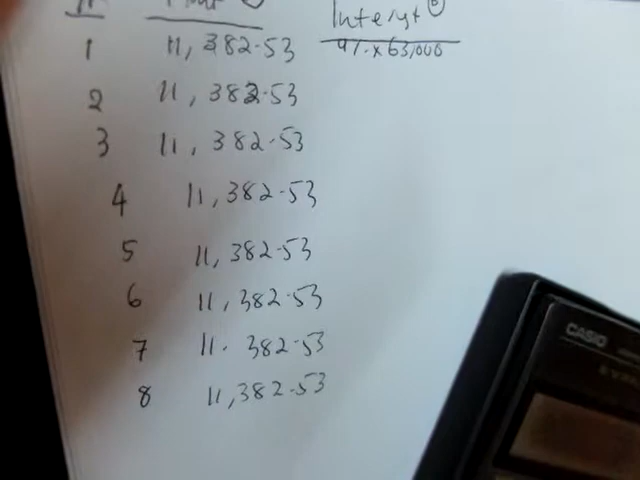 Interest B
1 11,382.53 9% x 63,000
2 11,382.53
3 11,382.53
4 11,382.53
5 11,382.53
6 11,382.53
7 11. 382.53
8 11,382.53
CASIO